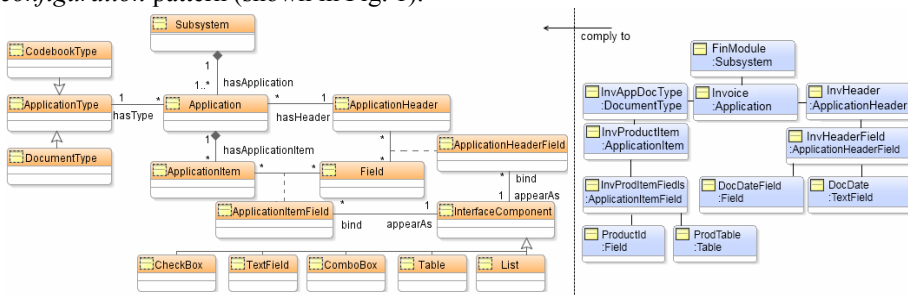 configuration pattern (shown in Fig. 1).
Subsystem
CodebookType
1
1..*
hasApplication
ApplicationType
1
*
hasType
Application
*
*
hasHeader
ApplicationHeader
DocumentType
1
*
hasApplicationItem
*
ApplicationHeaderField
ApplicationItem
*
*
Field
*
bind
1
appearAs
ApplicationItemField
*
bind
1
appearAs
InterfaceComponent
CheckBox
TextField
ComboBox
Table
List
comply to
FinModule
:Subsystem
InvAppDocType
:DocumentType
Invoice
:Application
InvHeader
:ApplicationHeader
InvProductItem
:ApplicationItem
InvHeaderField
:ApplicationHeaderField
InvProdItemFiedls
:ApplicationItemField
DocDateField
:Field
DocDate
:TextField
ProductId
:Field
ProdTable
:Table